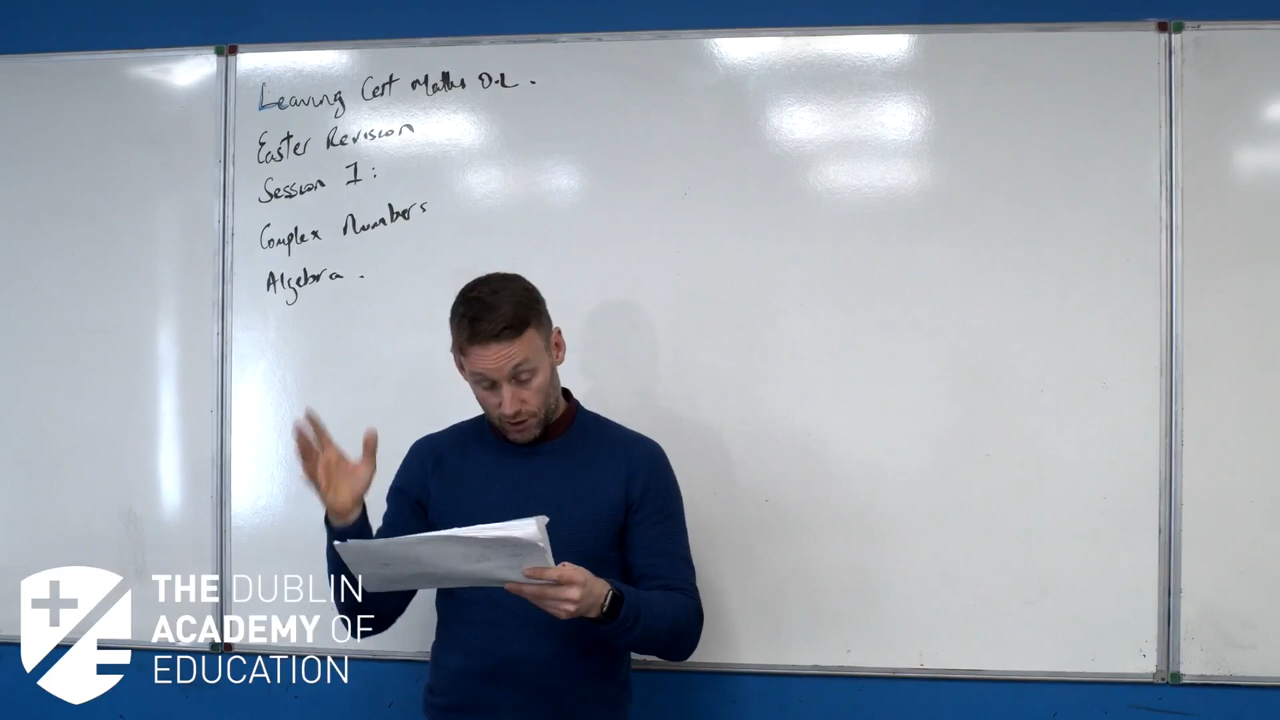 Leaving Cert Maths O.L.
Easter Revision
Session 1:
Complex Numbers
Algebra.
THE DUBLIN
ACADEMY OF
EDUCATION